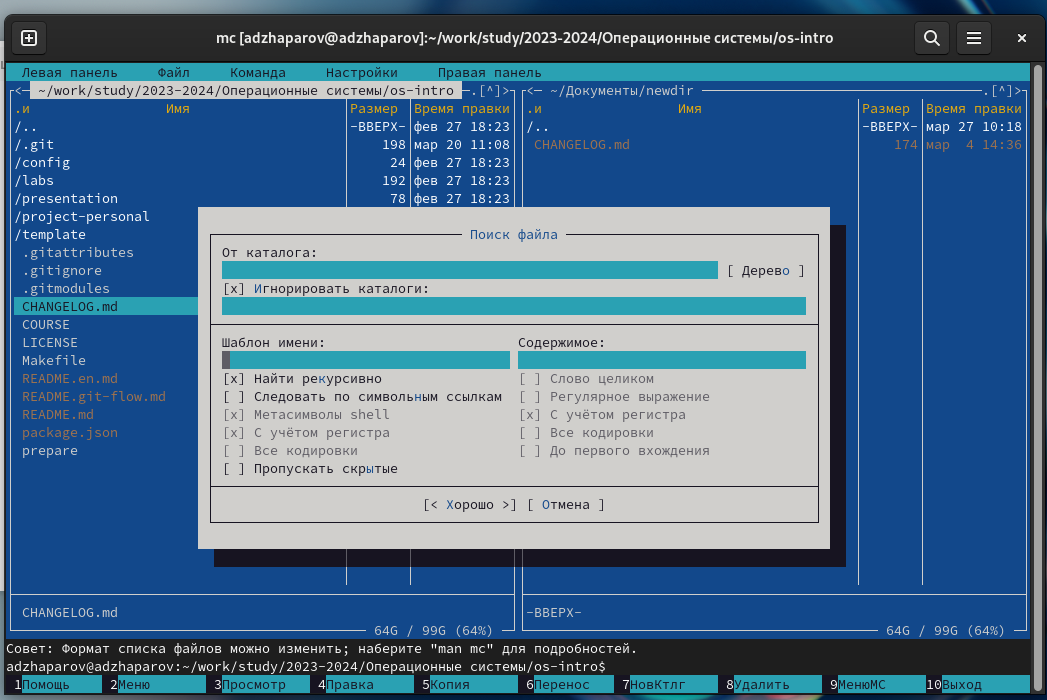 mc [adzhaparov@adzhaparov]:~/work/study/2023-2024/Операционные системы/os-intro
Левая панель Файл Команда Настройки Правая панель
<— ~/work/study/2023-2024/Операционные системы/os-intro —.[^]> <— ~/Документы/newdir —.[^]>
.и Имя Размер Время правки .и Имя Размер Время правки
/.. -ВВЕРХ- фев 27 18:23 /.. -ВВЕРХ- мар 27 10:18
/.git 198 мар 20 11:08 CHANGELOG.md 174 мар 4 14:36
/config 24 фев 27 18:23
/labs 192 фев 27 18:23
/presentation 78 фев 27 18:23
/project-personal
/template
.gitattributes
.gitignore
.gitmodules
CHANGELOG.md
COURSE
LICENSE
Makefile
README.en.md
README.git-flow.md
README.md
package.json
prepare
Поиск файла
От каталога:
[ Дерево ]
[x] Игнорировать каталоги:
Шаблон имени: Содержимое:
[x] Найти рекурсивно [ ] Слово целиком
[ ] Следовать по символьным ссылкам [ ] Регулярное выражение
[x] Метасимволы shell [x] С учётом регистра
[x] С учётом регистра [ ] Все кодировки
[ ] Все кодировки [ ] До первого вхождения
[ ] Пропускать скрытые
[< Хорошо >] [ Отмена ]
CHANGELOG.md -ВВЕРХ-
64G / 99G (64%) 64G / 99G (64%)
Совет: Формат списка файлов можно изменить; наберите "man mc" для подробностей.
adzhaparov@adzhaparov:~/work/study/2023-2024/Операционные системы/os-intro$
1Помощь 2Меню 3Просмотр 4Правка 5Копия 6Перенос 7НовКтлг 8Удалить 9МенюМС 10Выход